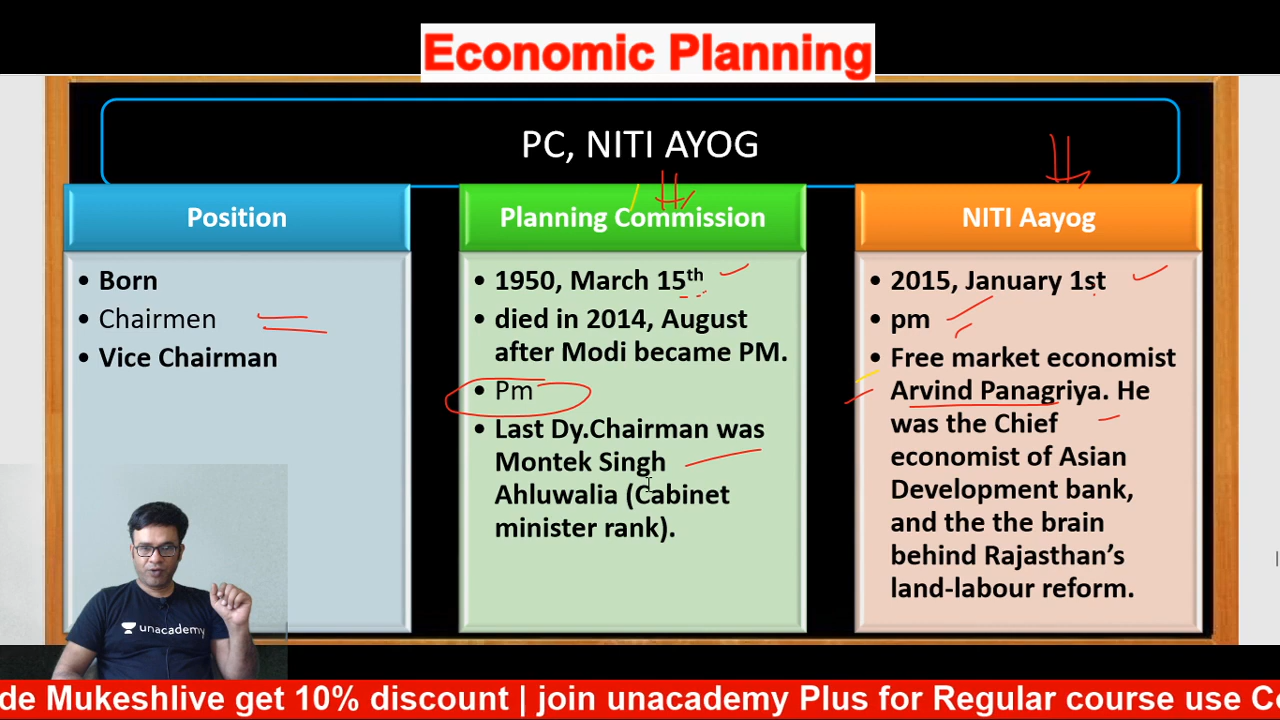 Economic Planning
PC, NITI AYOG
Position
• Born
• Chairmen
• Vice Chairman
Planning Commission
• 1950, March 15th
• died in 2014, August
after Modi became PM.
• Pm
• Last Dy.Chairman was
Montek Singh
Ahluwalia (Cabinet
minister rank).
NITI Aayog
• 2015, January 1st
• pm
• Free market economist
Arvind Panagriya. He
was the Chief
economist of Asian
Development bank,
and the the brain
behind Rajasthan’s
land-labour reform.
unacademy
de Mukeshlive get 10% discount | join unacademy Plus for Regular course use Co